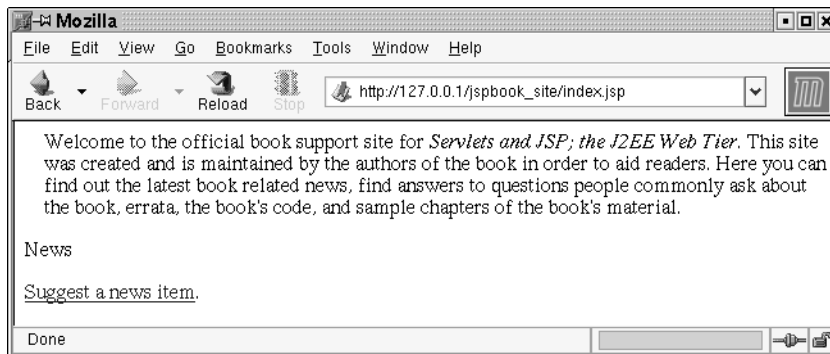 Mozilla
File Edit View Go Bookmarks Tools Window Help
Back Forward Reload Stop http://127.0.0.1/jspbook_site/index.jsp
Welcome to the official book support site for Servlets and JSP; the J2EE Web Tier. This site
was created and is maintained by the authors of the book in order to aid readers. Here you can
find out the latest book related news, find answers to questions people commonly ask about
the book, errata, the book's code, and sample chapters of the book's material.
News
Suggest a news item.
Done